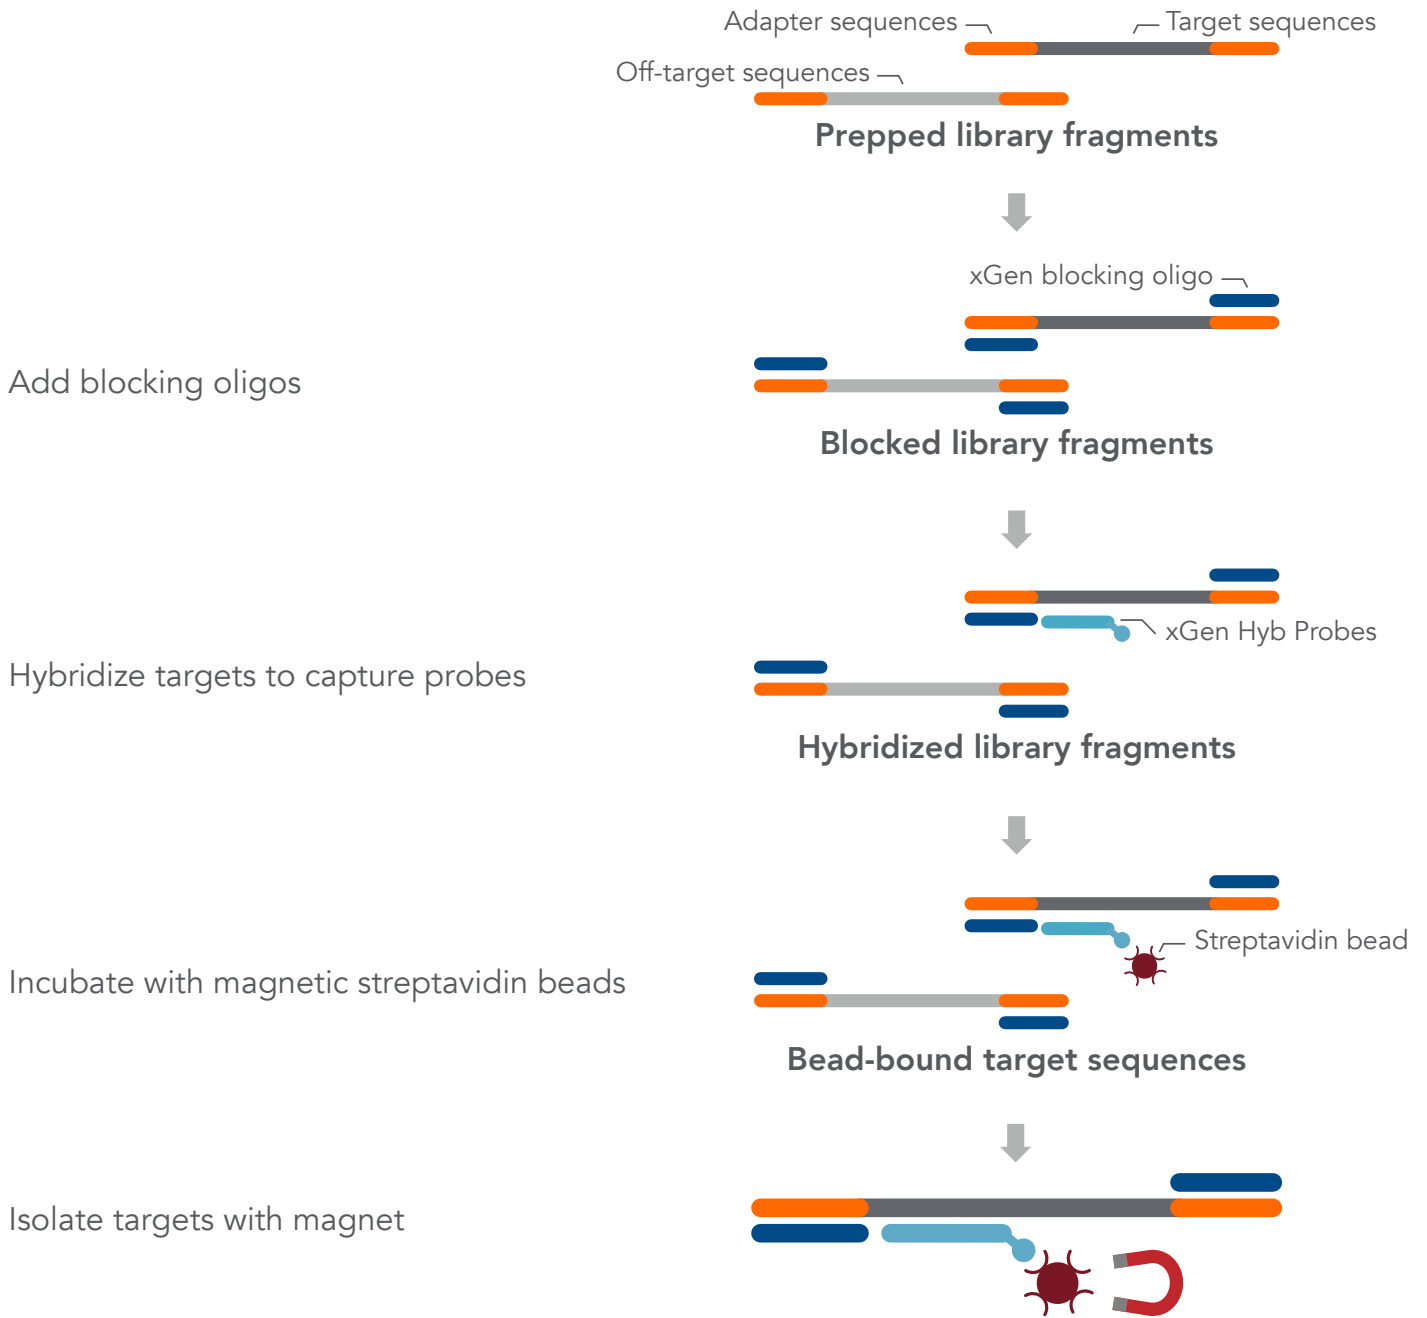 Adapter sequences
Target sequences
Off-target sequences
Prepped library fragments
xGen blocking oligo
Add blocking oligos
Blocked library fragments
xGen Hyb Probes
Hybridize targets to capture probes
Hybridized library fragments
Streptavidin bead
Incubate with magnetic streptavidin beads
Bead-bound target sequences
Isolate targets with magnet